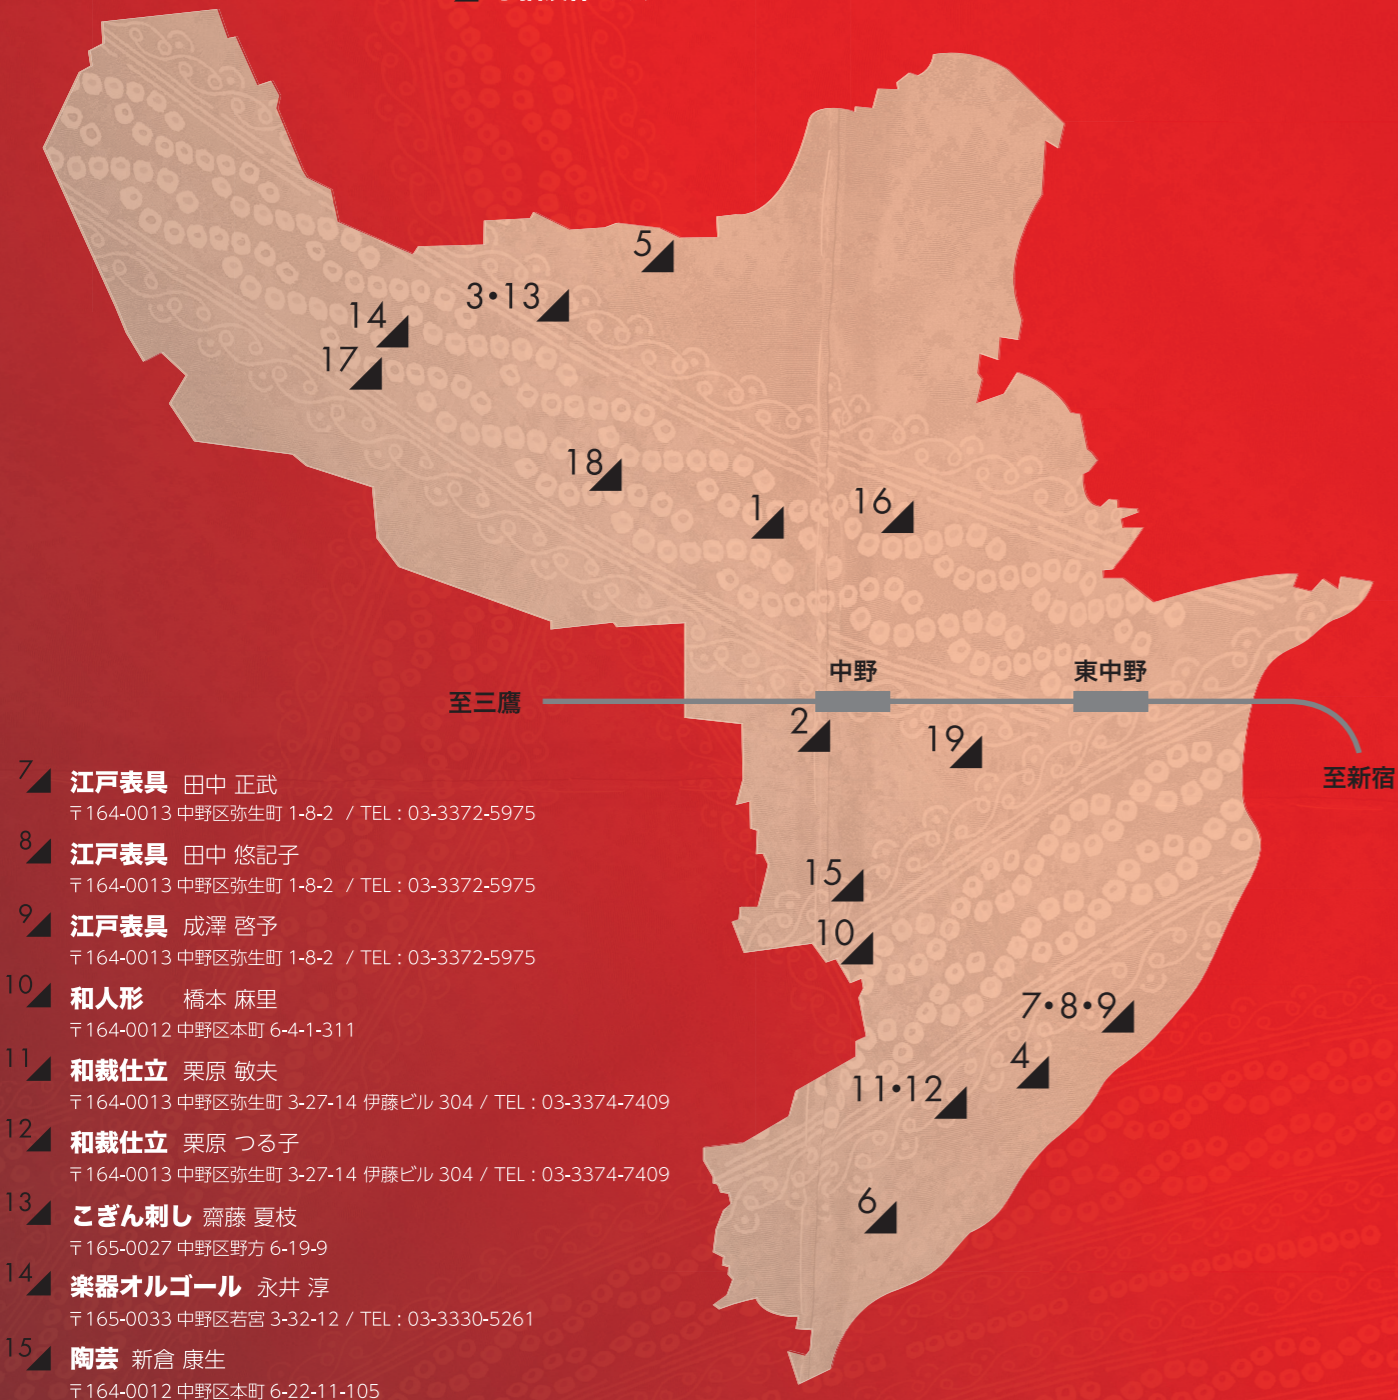 5
3•13
14
17
18
1
16
中野
東中野
至三鷹
2
19
至新宿
15
10
7•8•9
4
11•12
6
7 江戸表具 田中 正武
〒164-0013 中野区弥生町 1-8-2 / TEL : 03-3372-5975
8 江戸表具 田中 悠記子
〒164-0013 中野区弥生町 1-8-2 / TEL : 03-3372-5975
9 江戸表具 成澤 啓予
〒164-0013 中野区弥生町 1-8-2 / TEL : 03-3372-5975
10 和人形 橋本 麻里
〒164-0012 中野区本町 6-4-1-311
11 和裁仕立 栗原 敏夫
〒164-0013 中野区弥生町 3-27-14 伊藤ビル 304 / TEL : 03-3374-7409
12 和裁仕立 栗原 つる子
〒164-0013 中野区弥生町 3-27-14 伊藤ビル 304 / TEL : 03-3374-7409
13 こぎん刺し 齋藤 夏枝
〒165-0027 中野区野方 6-19-9
14 楽器オルゴール 永井 淳
〒165-0033 中野区若宮 3-32-12 / TEL : 03-3330-5261
15 陶芸 新倉 康生
〒164-0012 中野区本町 6-22-11-105